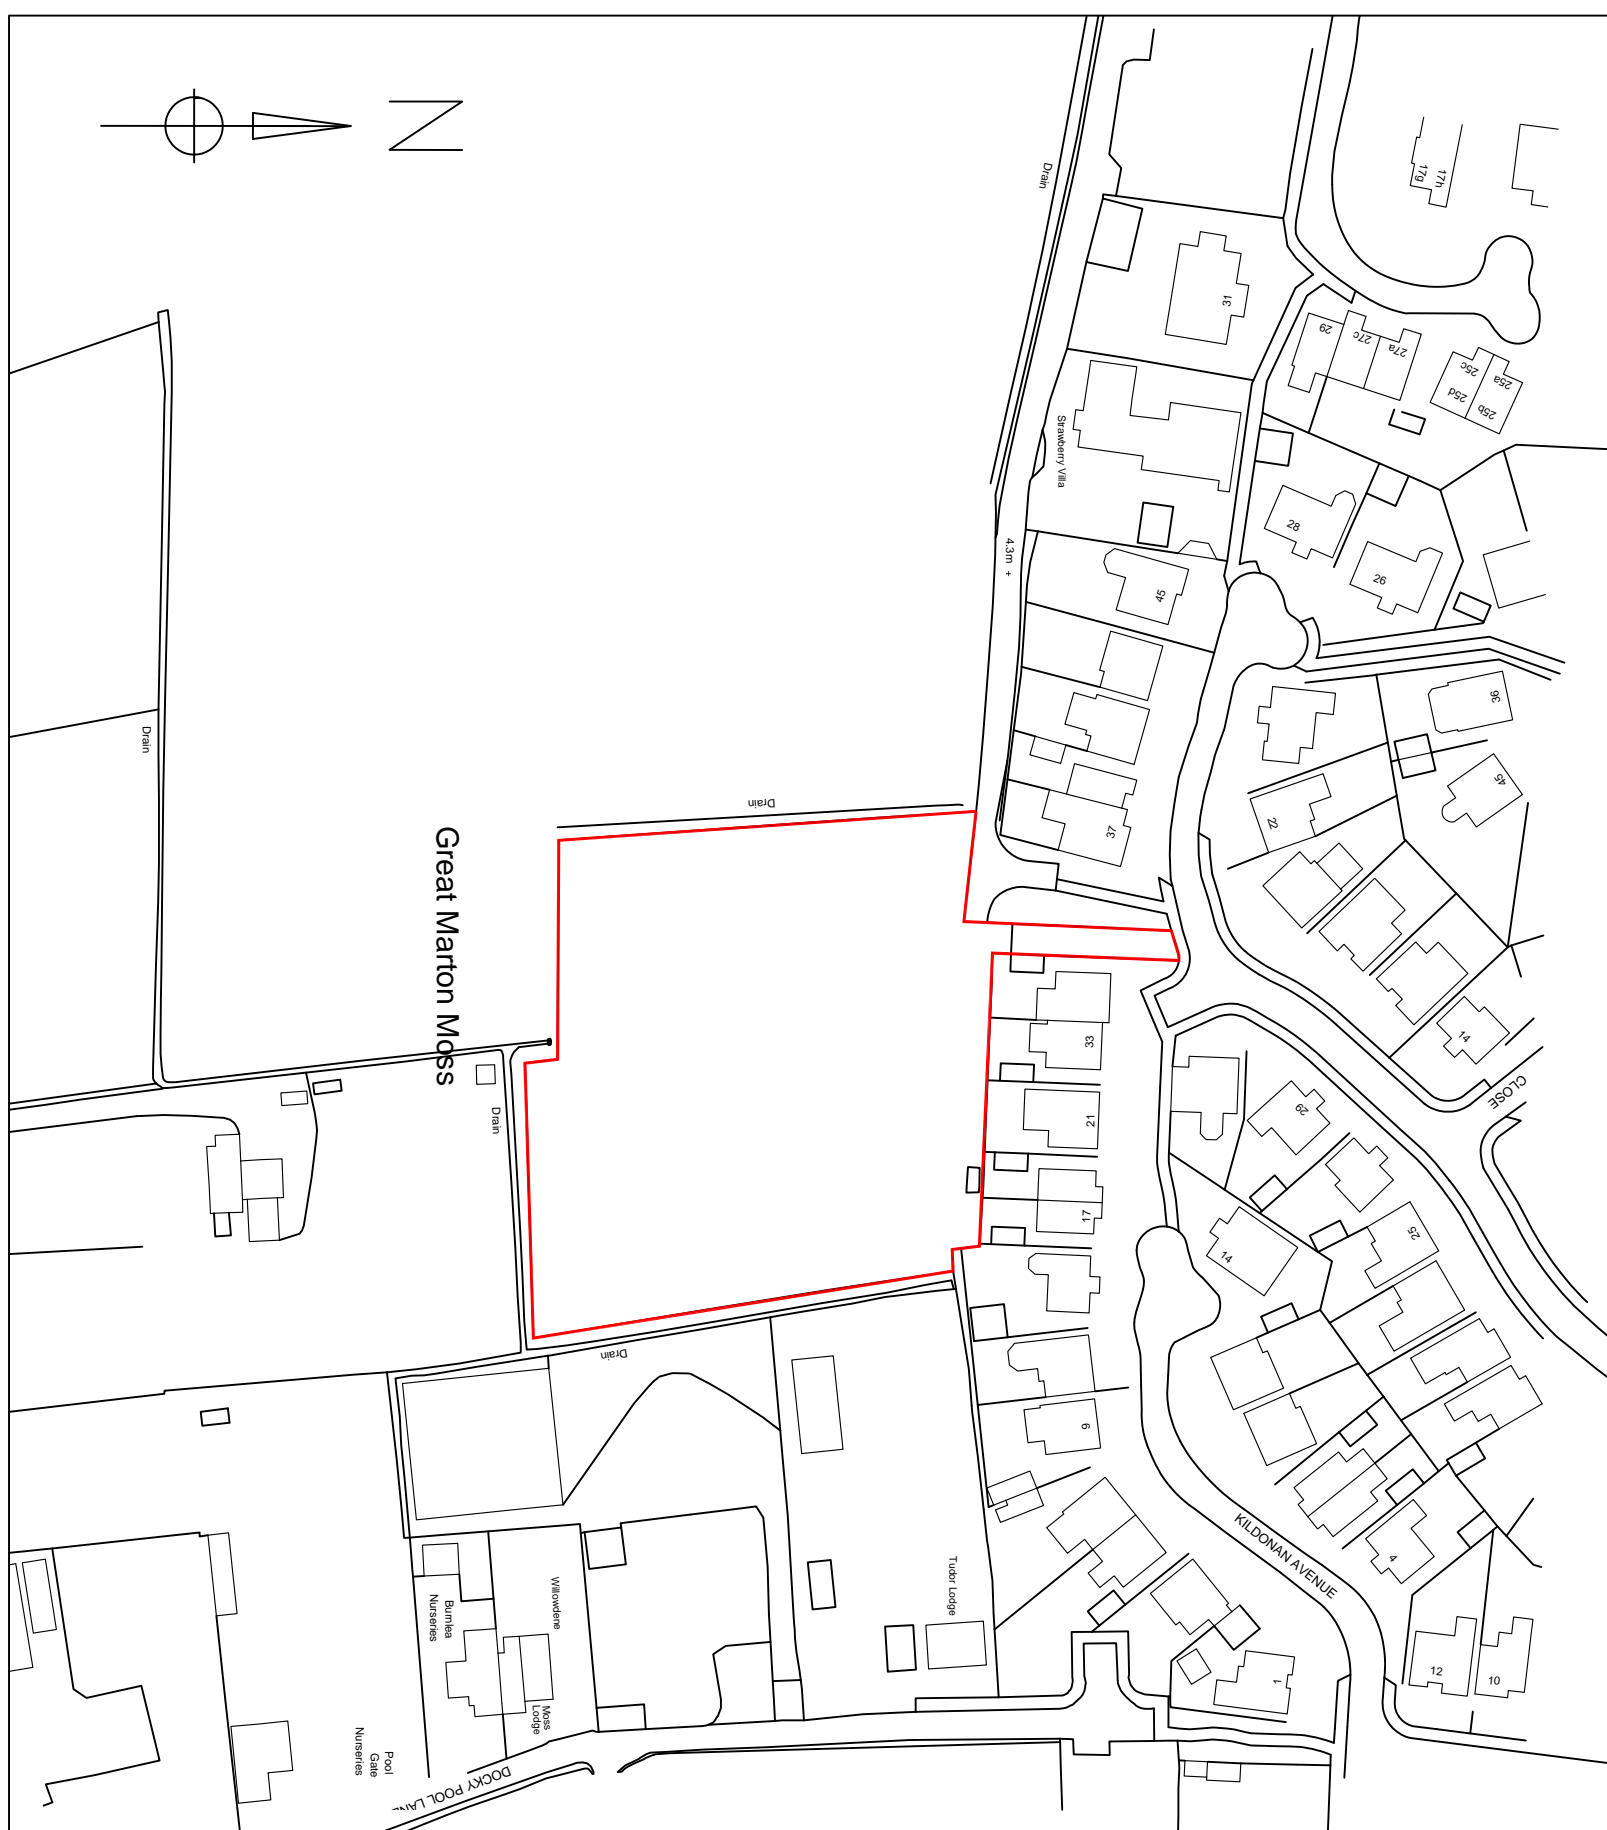 N
Drain
17g
17h
31
29
27c
27a
25c
25a
25d
25b
Strawberry Villa
28
26
4.3m +
45
36
45
22
37
Drain
Drain
Great Marton Moss
33
14
CLOSE
21
29
Drain
17
25
14
Drain
9
KILDONAN AVENUE
4
Tudor Lodge
Willowdene
Burnlea
Nurseries
12
10
1
Moss
Lodge
Pool
Gate
Nurseries
DOCKY POOL LANE